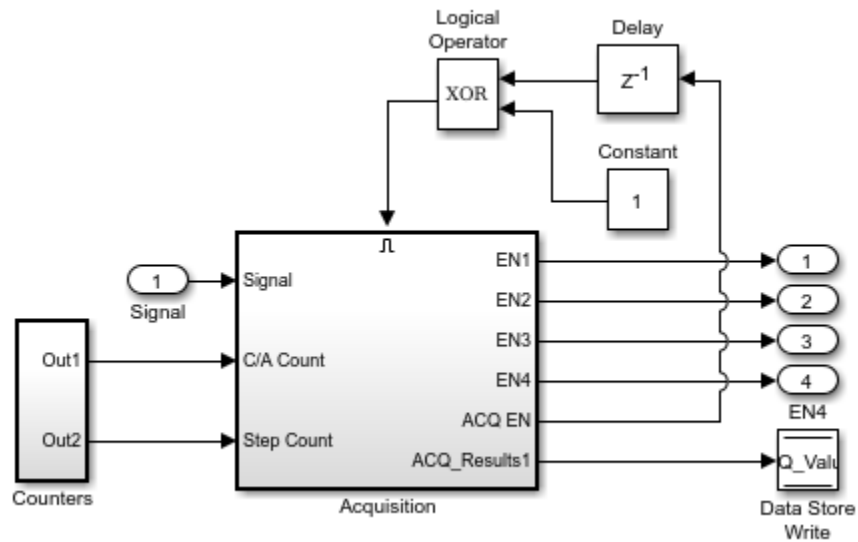 Logical
Operator
Delay
XOR
Z-1
Constant
1
1
Signal
Signal
C/A Count
Step Count
EN1
EN2
EN3
EN4
ACQ EN
ACQ_Results1
Acquisition
Out1
Out2
Counters
1
2
3
4
EN4
Q_Valu
Data Store
Write